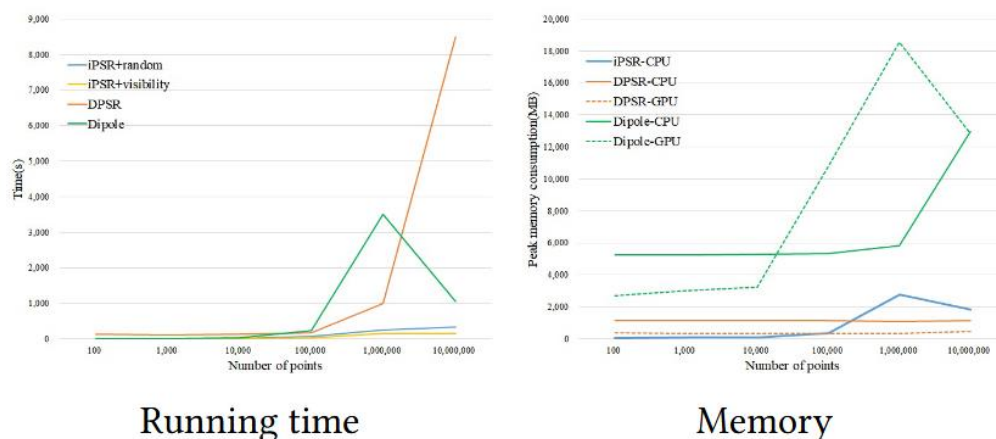 9,000
8,000
7,000
6,000
5,000
4,000
3,000
2,000
1,000
0
Time(s)
iPSR+random
iPSR+visibility
DPSR
Dipole
100 1,000 10,000 100,000 1,000,000 10,000,000
Number of points
Running time
20,000
18,000
16,000
14,000
12,000
10,000
8,000
6,000
4,000
2,000
0
Peak memory consumption(MB)
iPSR-CPU
DPSR-CPU
DPSR-GPU
Dipole-CPU
Dipole-GPU
100 1,000 10,000 100,000 1,000,000 10,000,000
Number of points
Memory